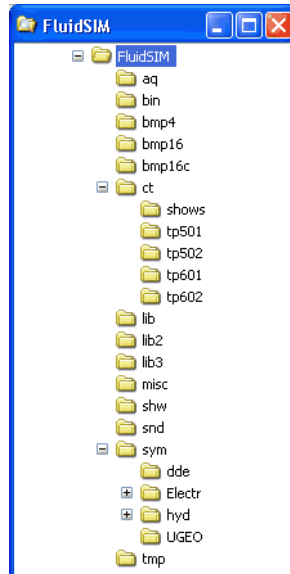 FluidSIM
FluidSIM
aq
bin
bmp4
bmp16
bmp16c
ct
shows
tp501
tp502
tp601
tp602
lib
lib2
lib3
misc
shw
snd
sym
dde
Electr
hyd
UGEO
tmp